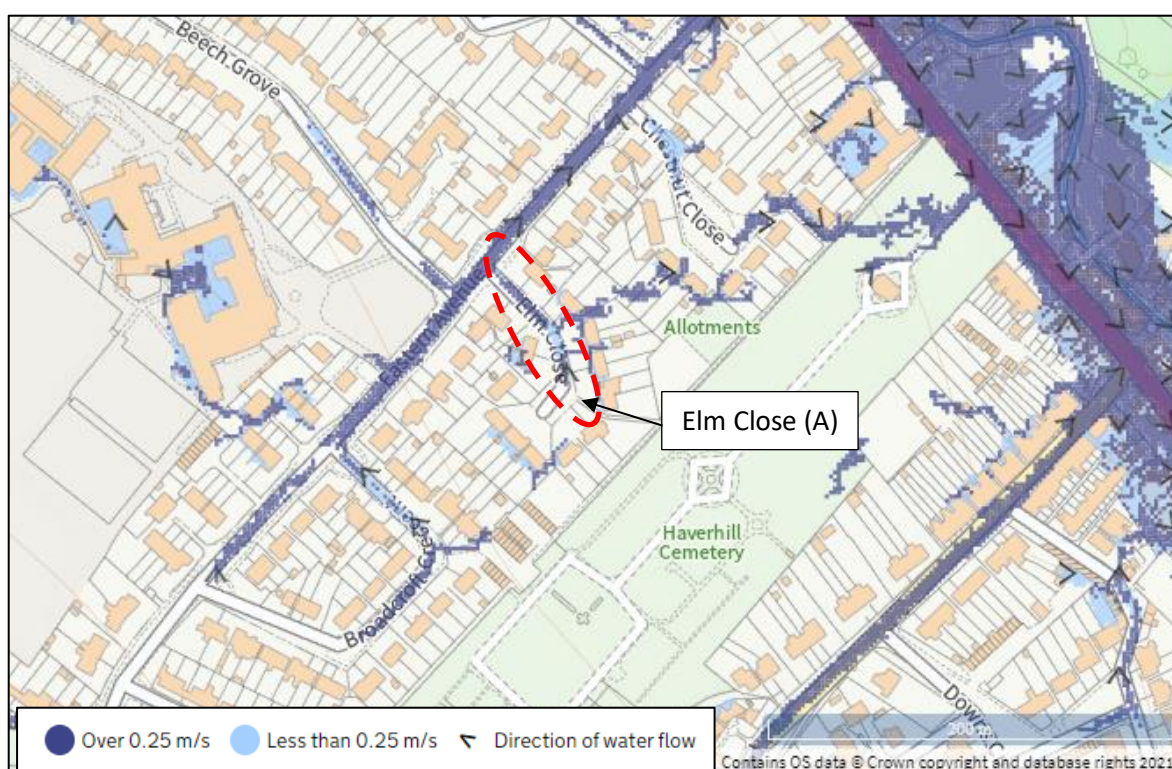 Beech Grove
Chestnut Close
Eastern Avenue
Elm Close
Allotments
Elm Close (A)
Haverhill
Cemetery
Broadcroft Cres
200 m
Over 0.25 m/s
Less than 0.25 m/s
Direction of water flow
Contains OS data © Crown copyright and database rights 2021